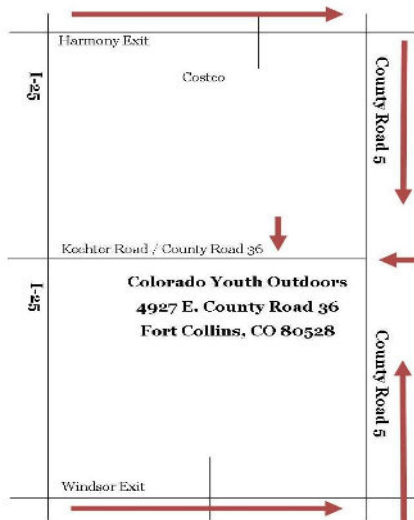 Harmony Exit
Costco
I-25
County Road 5
Kechter Road / County Road 36
I-25
Colorado Youth Outdoors
4927 E. County Road 36
Fort Collins, CO 80528
County Road 5
Windsor Exit